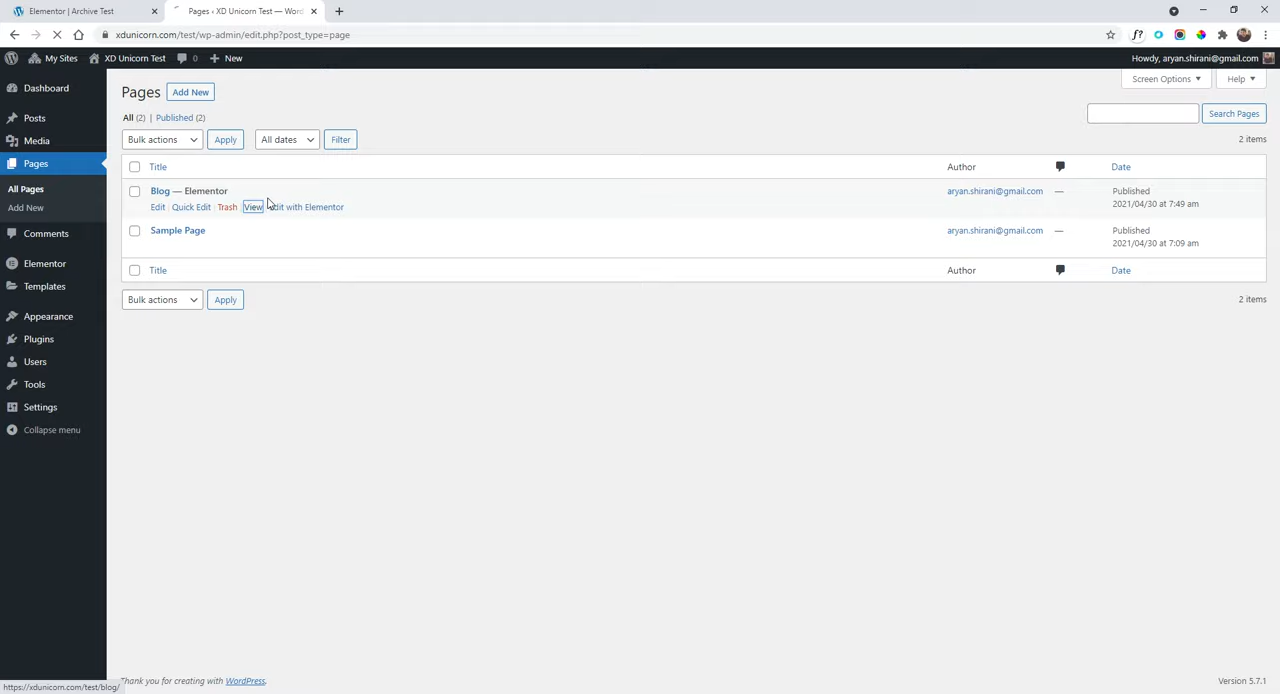 Elementor | Archive Test
Pages ‹ XD Unicorn Test — Wor
xdunicorn.com/test/wp-admin/edit.php?post_type=page
f?
My Sites
XD Unicorn Test
0
New
Howdy, aryan.shirani@gmail.com
Dashboard
Posts
Media
Pages
All Pages
Add New
Comments
Elementor
Templates
Appearance
Plugins
Users
Tools
Settings
Collapse menu
Screen Options
Help
Pages
Add New
All (2) | Published (2)
Search Pages
Bulk actions
Apply
All dates
Filter
2 items
Title
Author
Date
Blog — Elementor
aryan.shirani@gmail.com
—
Published
Edit | Quick Edit | Trash | View | Edit with Elementor
2021/04/30 at 7:49 am
Sample Page
aryan.shirani@gmail.com
—
Published
2021/04/30 at 7:09 am
Title
Author
Date
Bulk actions
Apply
2 items
Thank you for creating with WordPress.
Version 5.7.1
https://xdunicorn.com/test/blog/